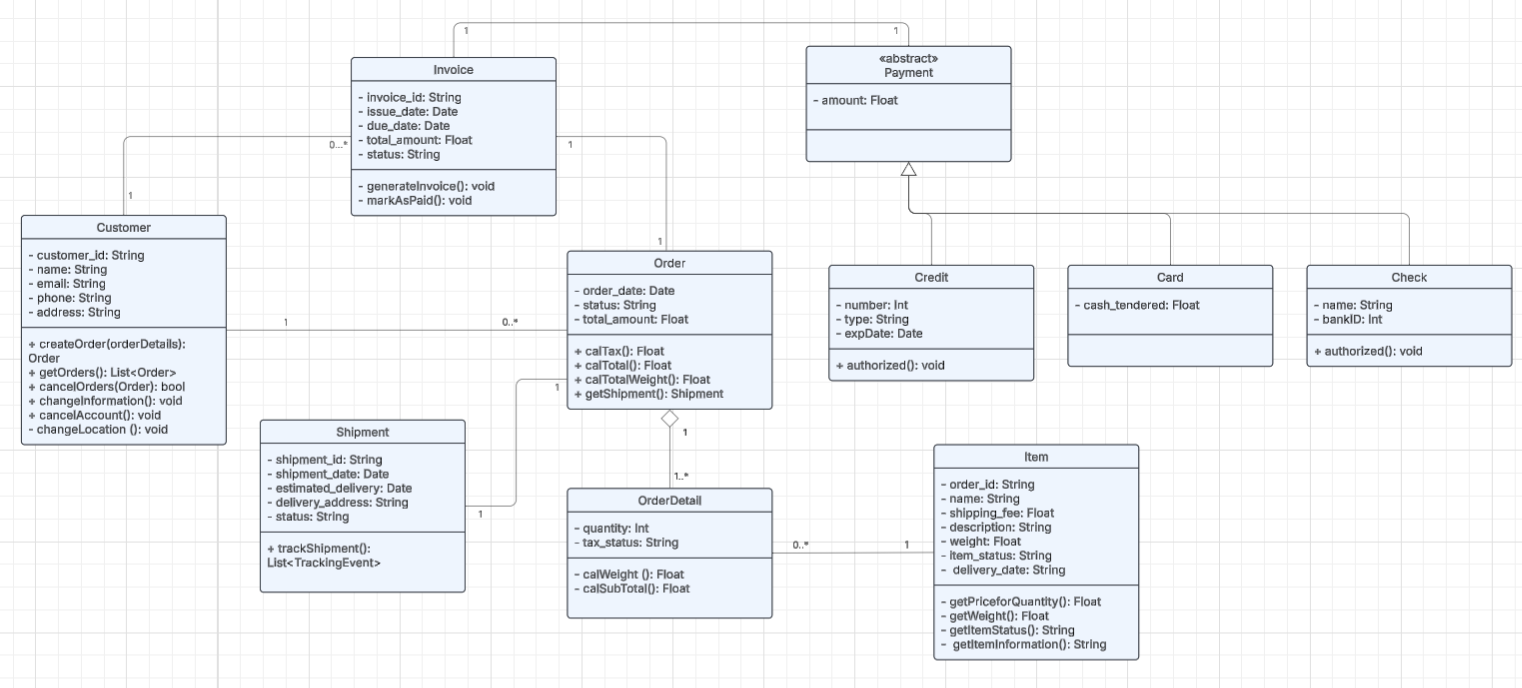 1
1
Invoice
- invoice_id: String
- issue_date: Date
- due_date: Date
- total_amount: Float
- status: String
- generateInvoice(): void
- markAsPaid(): void
«abstract»
Payment
- amount: Float
0...*
1
1
1
Customer
- customer_id: String
- name: String
- email: String
- phone: String
- address: String
+ createOrder(orderDetails):
Order
+ getOrders(): List<Order>
+ cancelOrders(Order): bool
+ changeInformation(): void
+ cancelAccount(): void
- changeLocation (): void
1
0..*
Order
- order_date: Date
- status: String
- total_amount: Float
+ calTax(): Float
+ calTotal(): Float
+ calTotalWeight(): Float
+ getShipment(): Shipment
Credit
- number: Int
- type: String
- expDate: Date
+ authorized(): void
Card
- cash_tendered: Float
Check
- name: String
- bankID: Int
+ authorized(): void
1
1
Shipment
- shipment_id: String
- shipment_date: Date
- estimated_delivery: Date
- delivery_address: String
- status: String
+ trackShipment():
List<TrackingEvent>
1
1..*
OrderDetail
- quantity: Int
- tax_status: String
- calWeight (): Float
- calSubTotal(): Float
0..*
1
Item
- order_id: String
- name: String
- shipping_fee: Float
- description: String
- weight: Float
- item_status: String
- delivery_date: String
- getPriceforQuantity(): Float
- getWeight(): Float
- getItemStatus(): String
- getItemInformation(): String